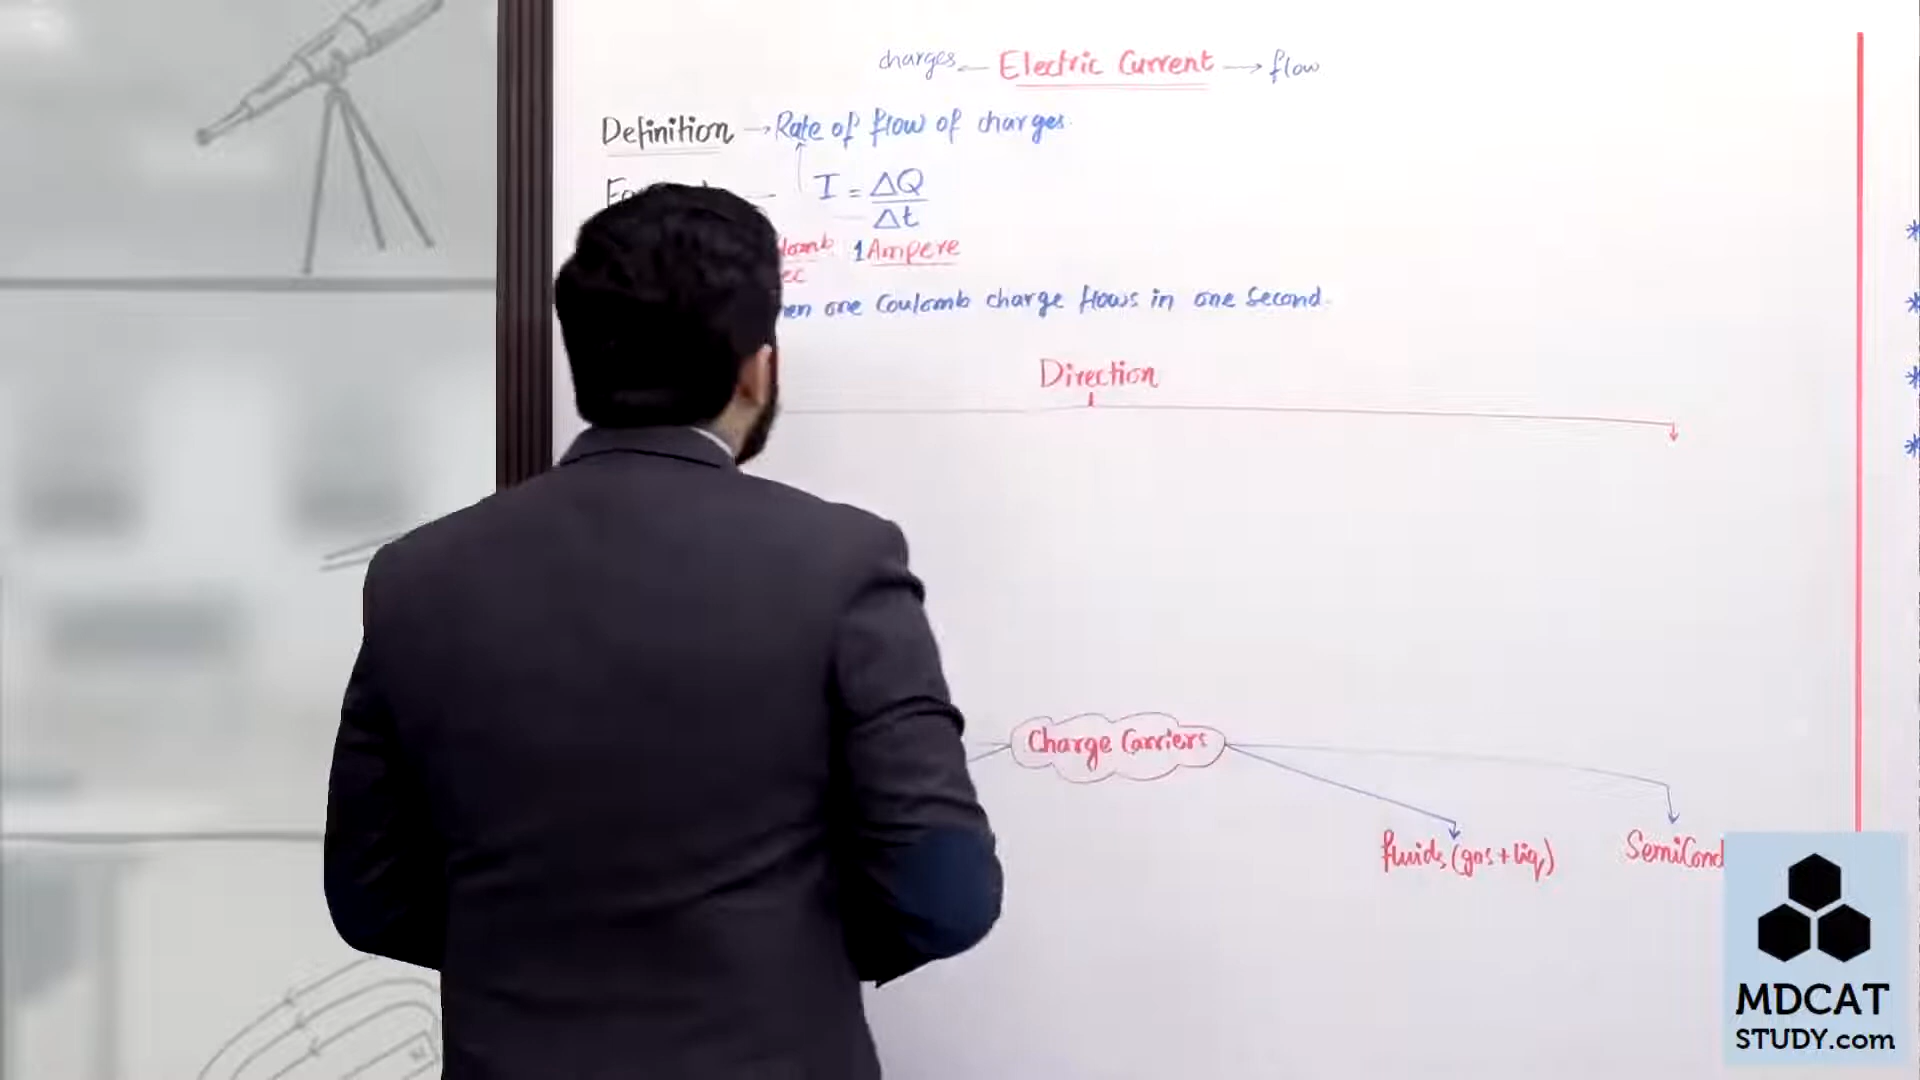 charges — Electric Current → flow
Definition → Rate of flow of charges.
I = ΔQ
Δt
1 Ampere
one Coulomb charge flows in one Second.
Direction
Charge Carriers
fluids (gas + liq)
SemiCond
MDCAT
STUDY.com